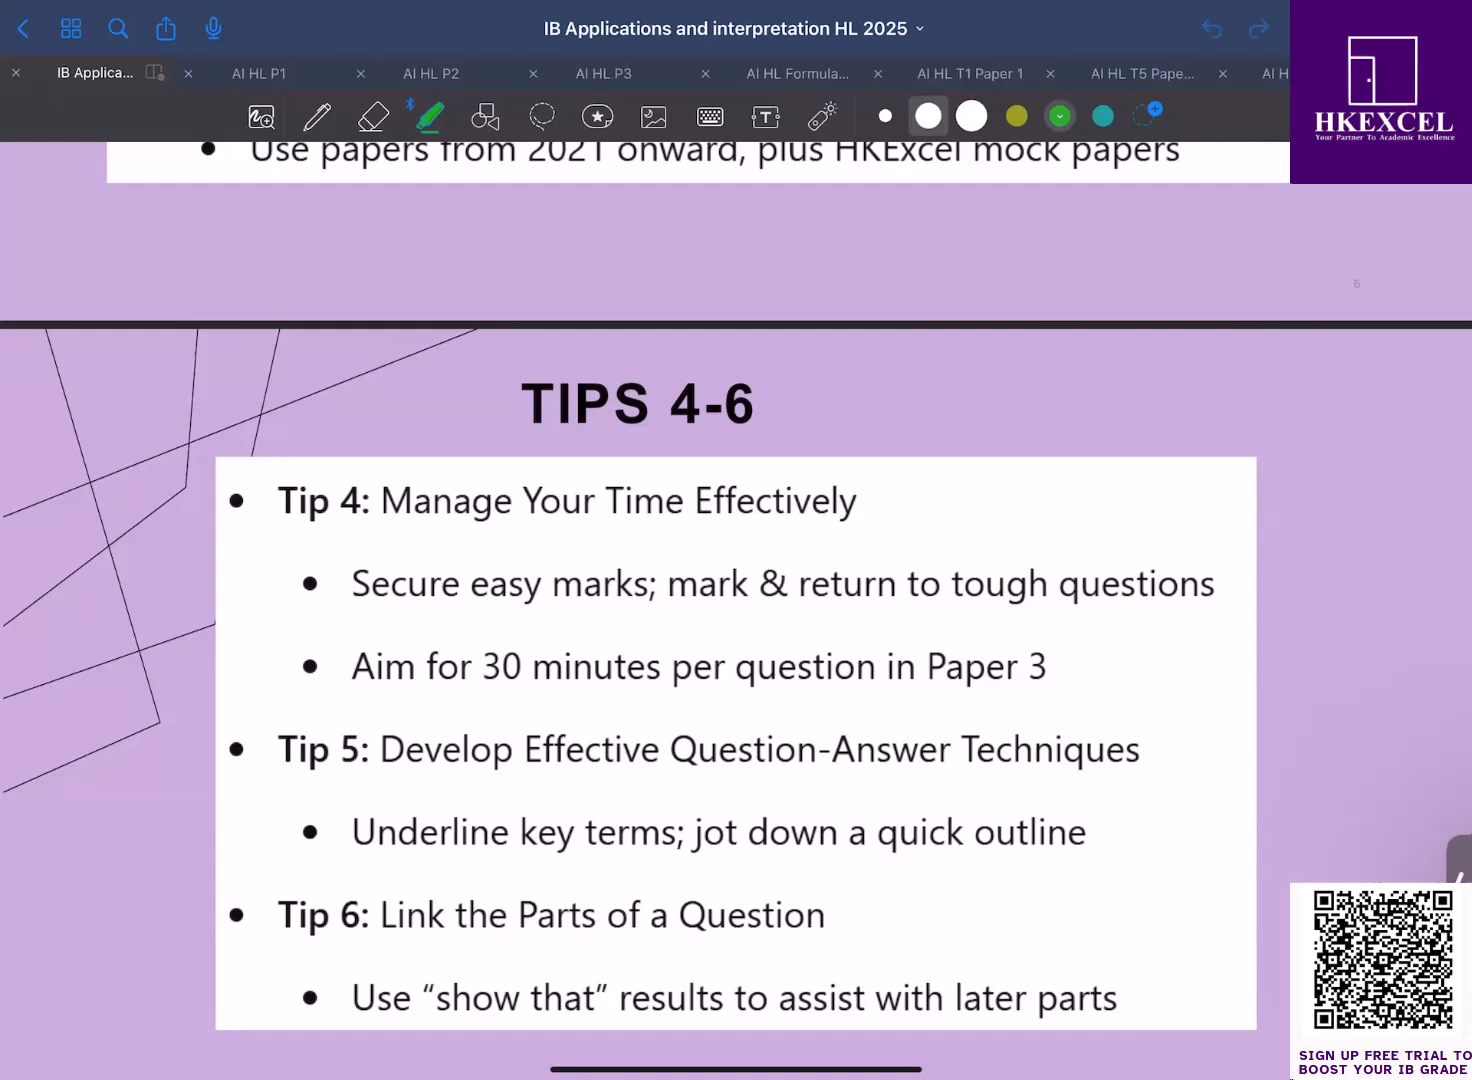 IB Applications and interpretation HL 2025
IB Applica...
AI HL P1
AI HL P2
AI HL P3
AI HL Formula...
AI HL T1 Paper 1
AI HL T5 Pape...
AI H
HKEXCEL
Your Partner To Academic Excellence
• Use papers from 2021 onward, plus HKExcel mock papers
6
TIPS 4-6
• Tip 4: Manage Your Time Effectively
• Secure easy marks; mark & return to tough questions
• Aim for 30 minutes per question in Paper 3
• Tip 5: Develop Effective Question-Answer Techniques
• Underline key terms; jot down a quick outline
• Tip 6: Link the Parts of a Question
• Use “show that” results to assist with later parts
SIGN UP FREE TRIAL TO
BOOST YOUR IB GRADE